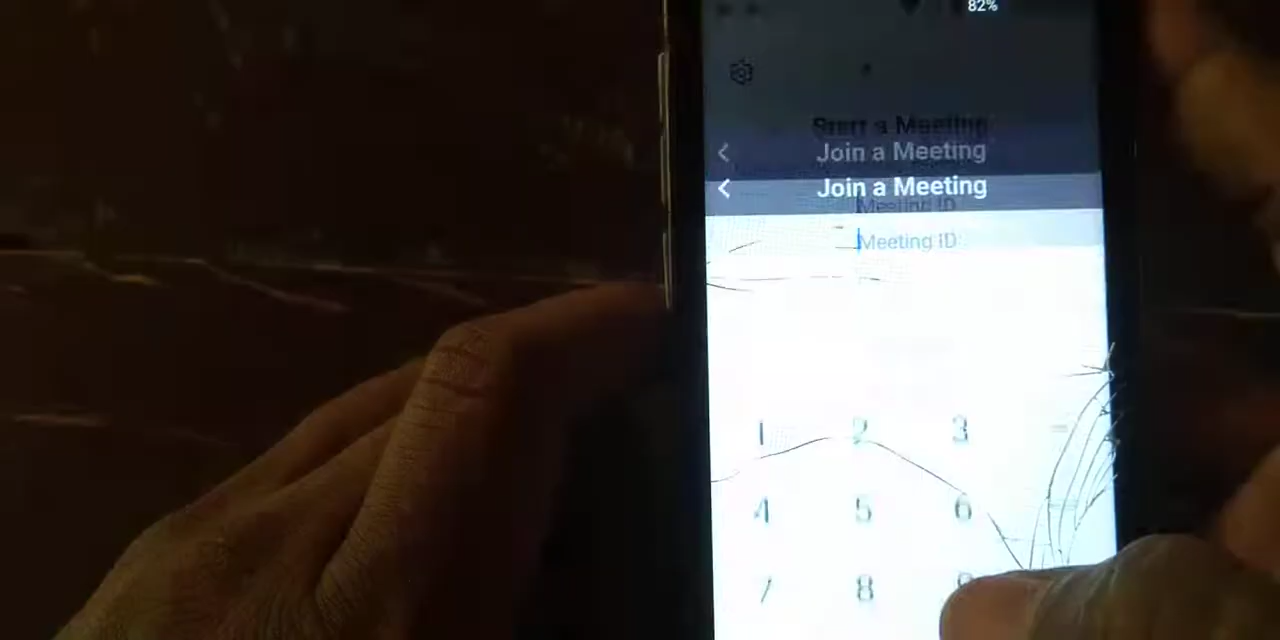 82%
Start a Meeting
< Join a Meeting
< Join a Meeting
Meeting ID
Meeting ID
1 2 3
4 5 6
7 8 9